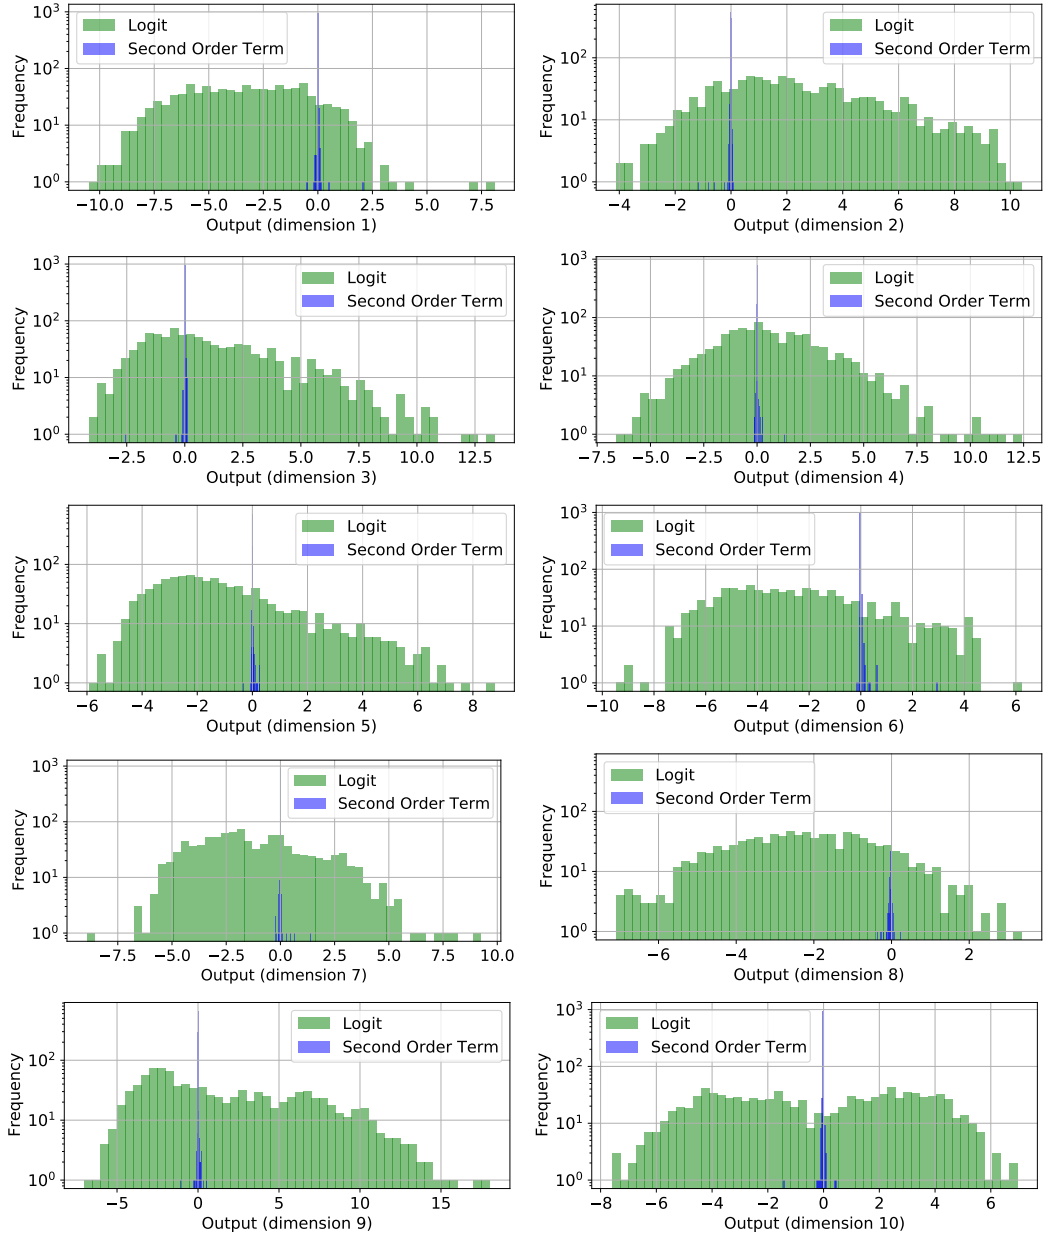 Frequency
10³
10²
10¹
10⁰
Logit
Second Order Term
−10.0 −7.5 −5.0 −2.5 0.0 2.5 5.0 7.5
Output (dimension 1)
Frequency
10²
10¹
10⁰
Logit
Second Order Term
−4 −2 0 2 4 6 8 10
Output (dimension 2)
Frequency
10³
10²
10¹
10⁰
Logit
Second Order Term
−2.5 0.0 2.5 5.0 7.5 10.0 12.5
Output (dimension 3)
Frequency
10³
10²
10¹
10⁰
Logit
Second Order Term
−7.5 −5.0 −2.5 0.0 2.5 5.0 7.5 10.0 12.5
Output (dimension 4)
Frequency
10²
10¹
10⁰
Logit
Second Order Term
−6 −4 −2 0 2 4 6 8
Output (dimension 5)
Frequency
10³
10²
10¹
10⁰
Logit
Second Order Term
−10 −8 −6 −4 −2 0 2 4 6
Output (dimension 6)
Frequency
10³
10²
10¹
10⁰
Logit
Second Order Term
−7.5 −5.0 −2.5 0.0 2.5 5.0 7.5 10.0
Output (dimension 7)
Frequency
10²
10¹
10⁰
Logit
Second Order Term
−6 −4 −2 0 2
Output (dimension 8)
Frequency
10²
10¹
10⁰
Logit
Second Order Term
−5 0 5 10 15
Output (dimension 9)
Frequency
10³
10²
10¹
10⁰
Logit
Second Order Term
−8 −6 −4 −2 0 2 4 6
Output (dimension 10)